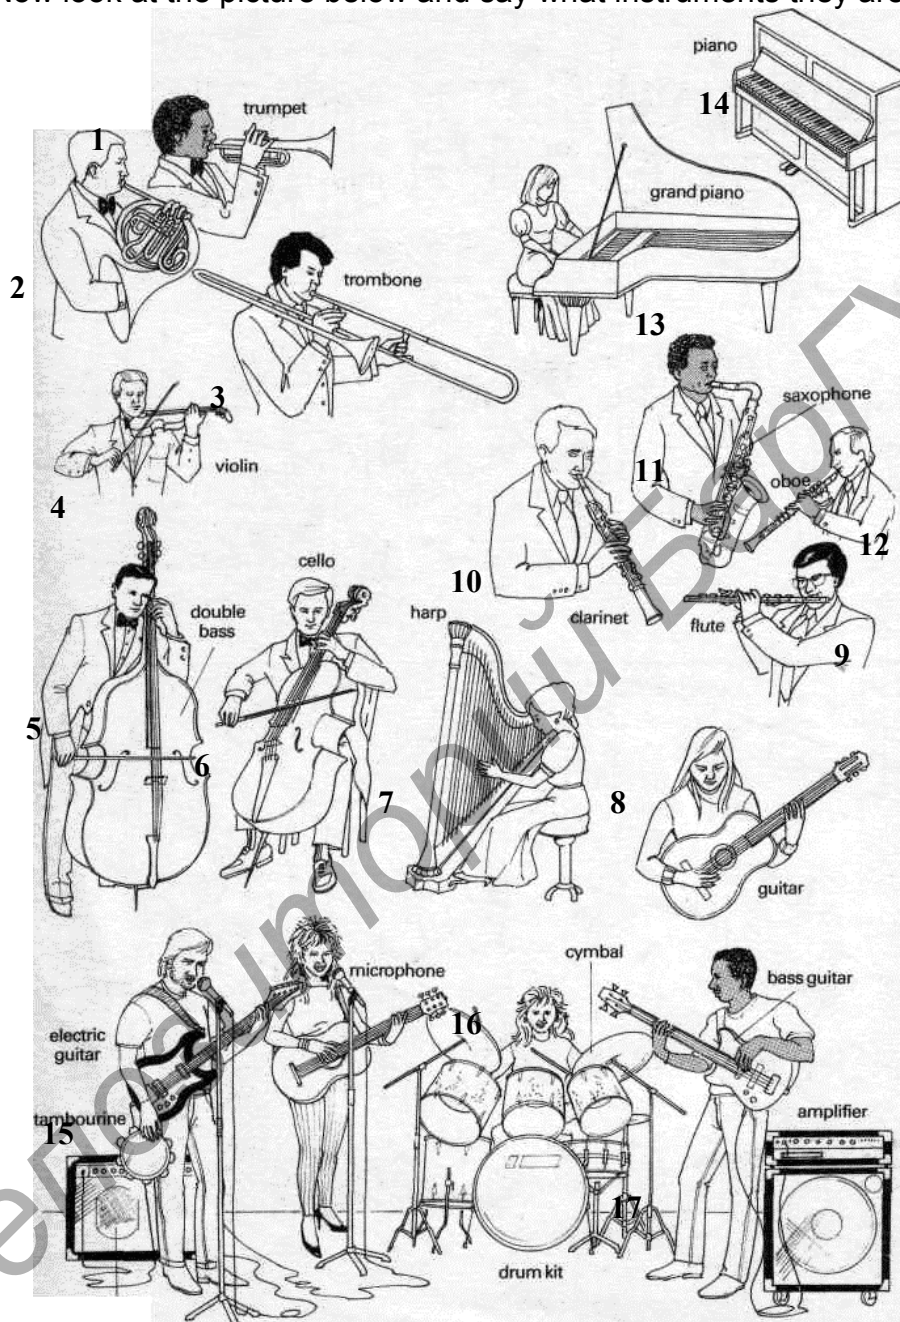 Now look at the picture below and say what instruments they are
piano
14
trumpet
1
grand piano
2
trombone
13
3
saxophone
violin
11
oboe
4
12
cello
10
double
bass
harp
clarinet
flute
9
5
6
7
8
guitar
cymbal
microphone
bass guitar
16
electric
guitar
tambourine
amplifier
15
17
drum kit
епозиторий БарГУ